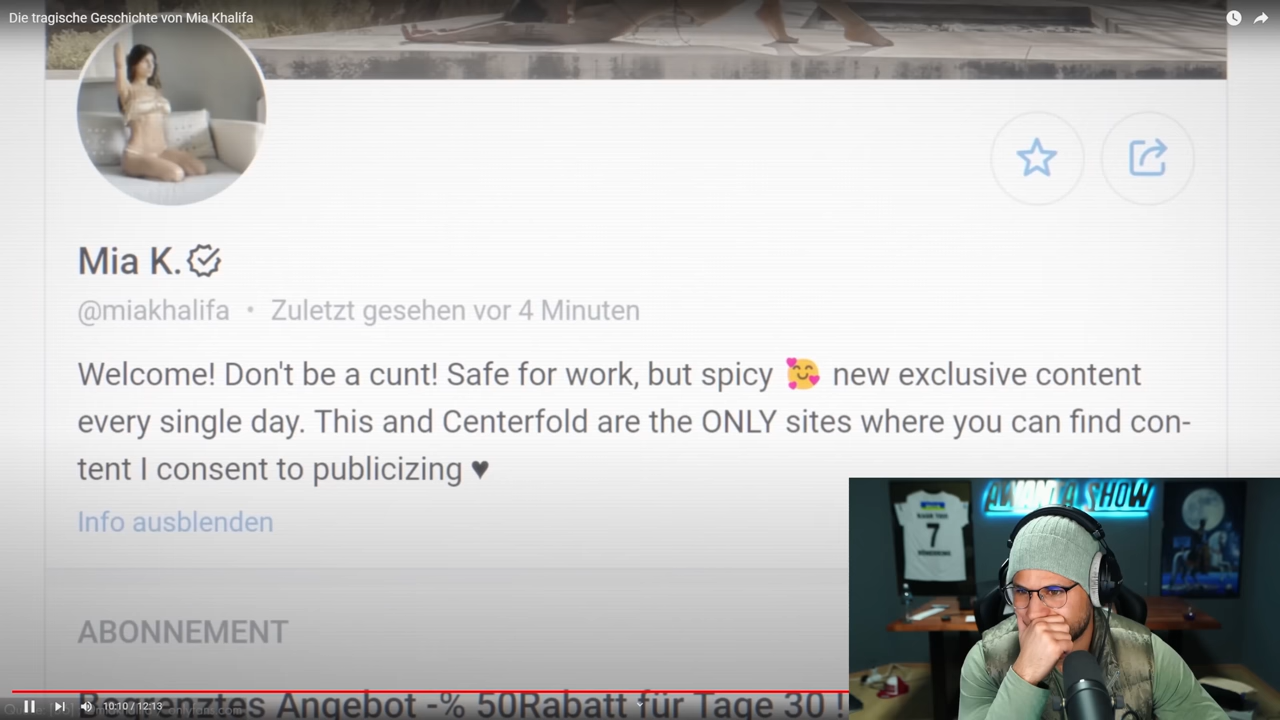 Die tragische Geschichte von Mia Khalifa
Mia K.
@miakhalifa • Zuletzt gesehen vor 4 Minuten
Welcome! Don't be a cunt! Safe for work, but spicy 🥰 new exclusive content
every single day. This and Centerfold are the ONLY sites where you can find con-
tent I consent to publicizing ♥
Info ausblenden
ABONNEMENT
Begrenztes Angebot -% 50Rabatt für Tage 30 !
10:10 / 12:13
SHOW
7